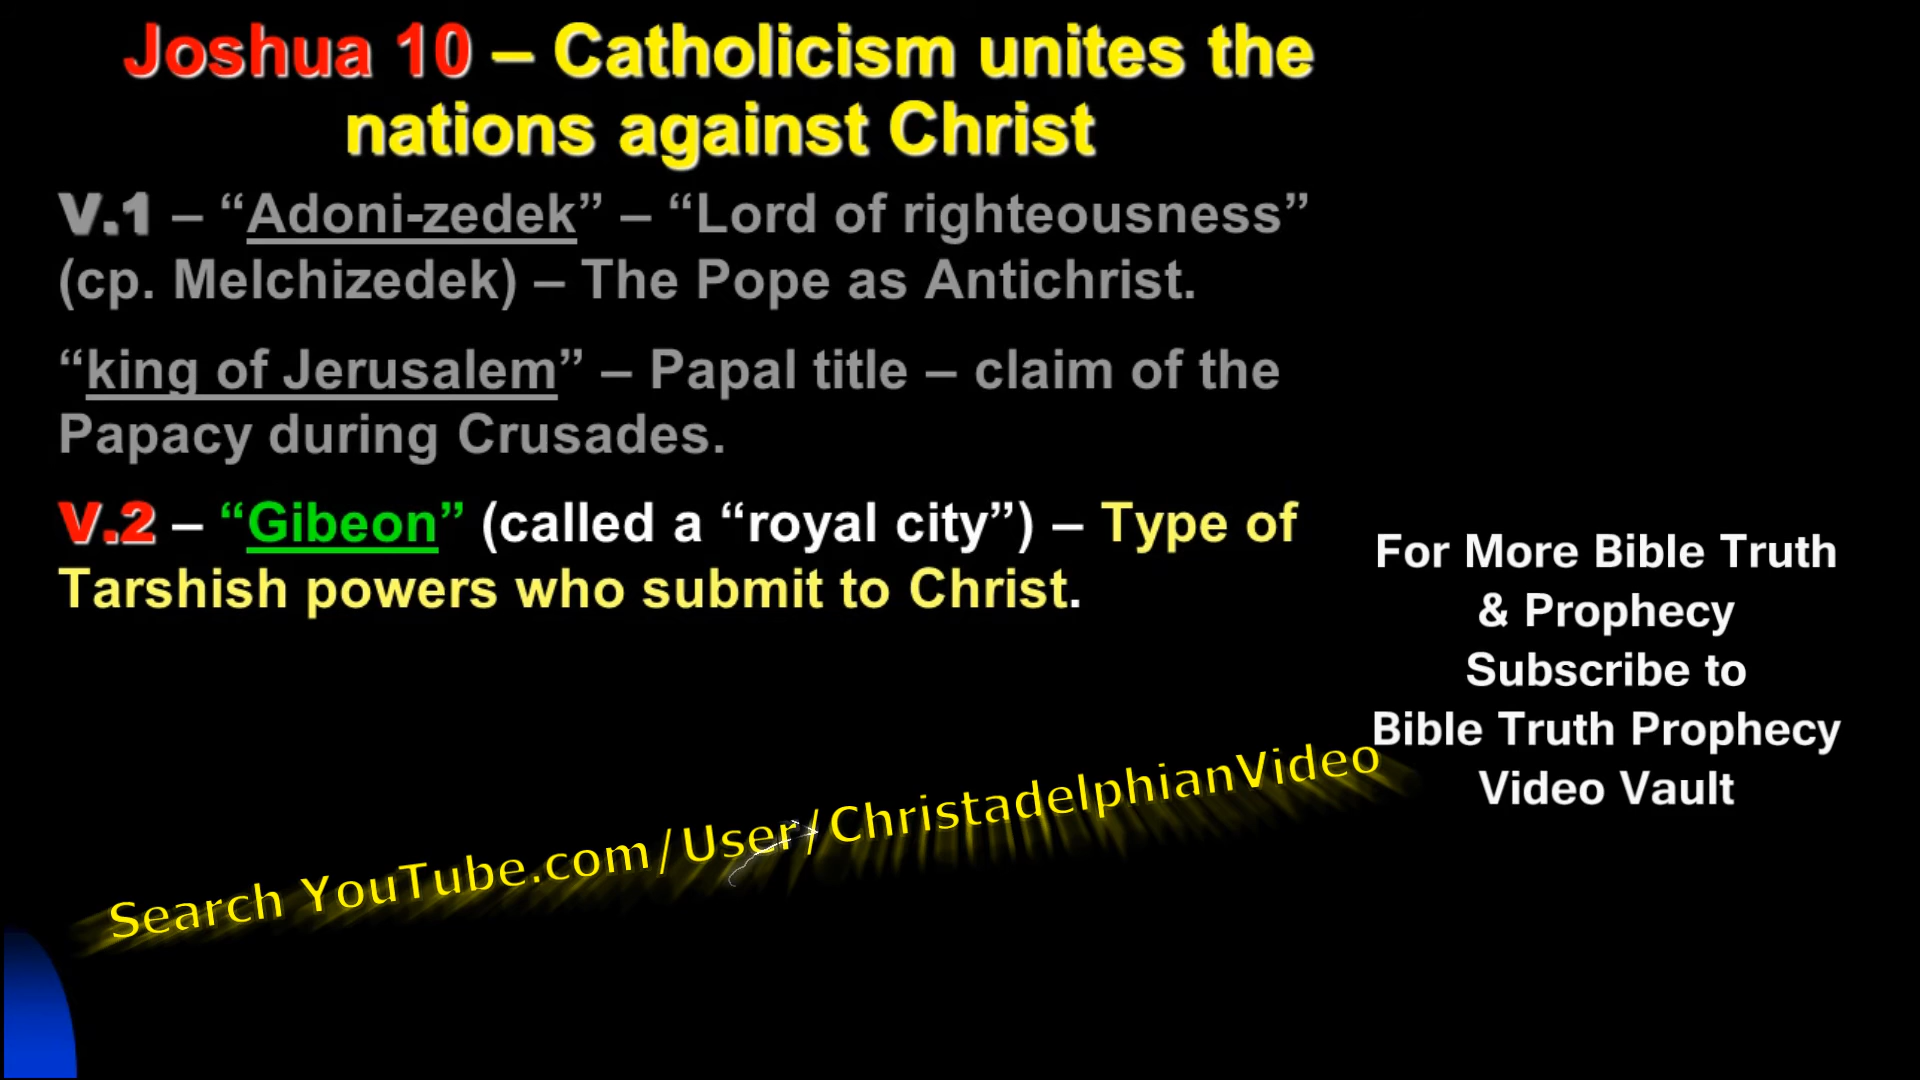 Joshua 10 – Catholicism unites the
nations against Christ
V.1 – “Adoni-zedek” – “Lord of righteousness”
(cp. Melchizedek) – The Pope as Antichrist.
“king of Jerusalem” – Papal title – claim of the
Papacy during Crusades.
V.2 – “Gibeon” (called a “royal city”) – Type of
Tarshish powers who submit to Christ.
For More Bible Truth
& Prophecy
Subscribe to
Bible Truth Prophecy
Video Vault
Search YouTube.com/User/ChristadelphianVideo